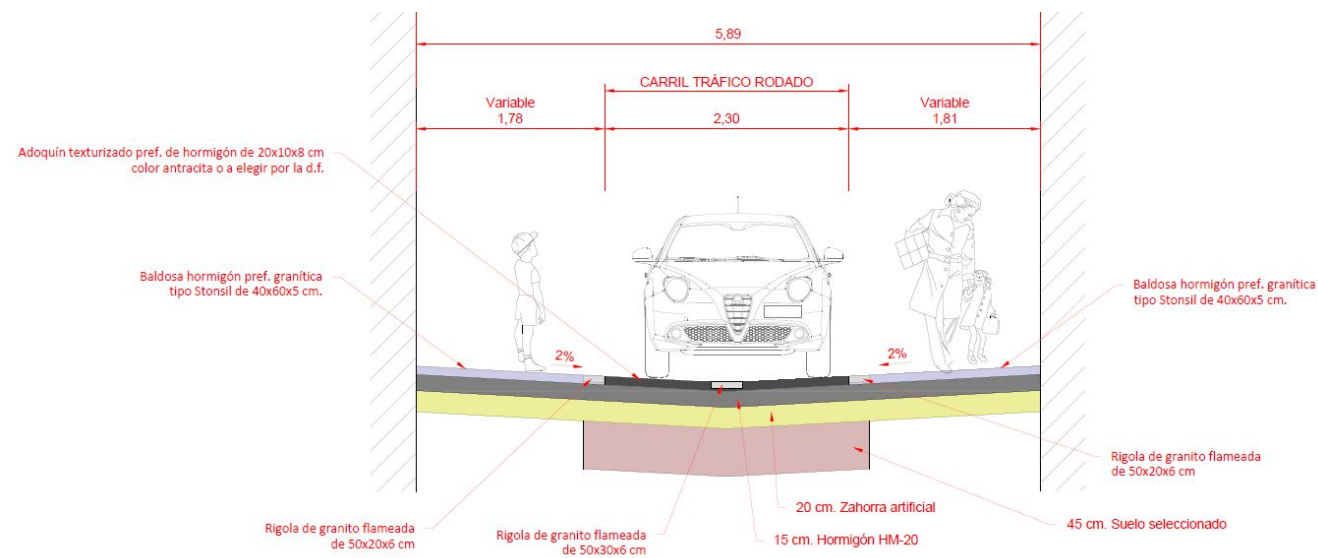 5,89
CARRIL TRÁFICO RODADO
Variable
1,78
2,30
Variable
1,81
Adoquín texturizado pref. de hormigón de 20x10x8 cm
color antracita o a elegir por la d.f.
Baldosa hormigón pref. granítica
tipo Stonsil de 40x60x5 cm.
Baldosa hormigón pref. granítica
tipo Stonsil de 40x60x5 cm.
2%
2%
Rigola de granito flameada
de 50x20x6 cm
20 cm. Zahorra artificial
45 cm. Suelo seleccionado
Rigola de granito flameada
de 50x20x6 cm
Rigola de granito flameada
de 50x30x6 cm
15 cm. Hormigón HM-20